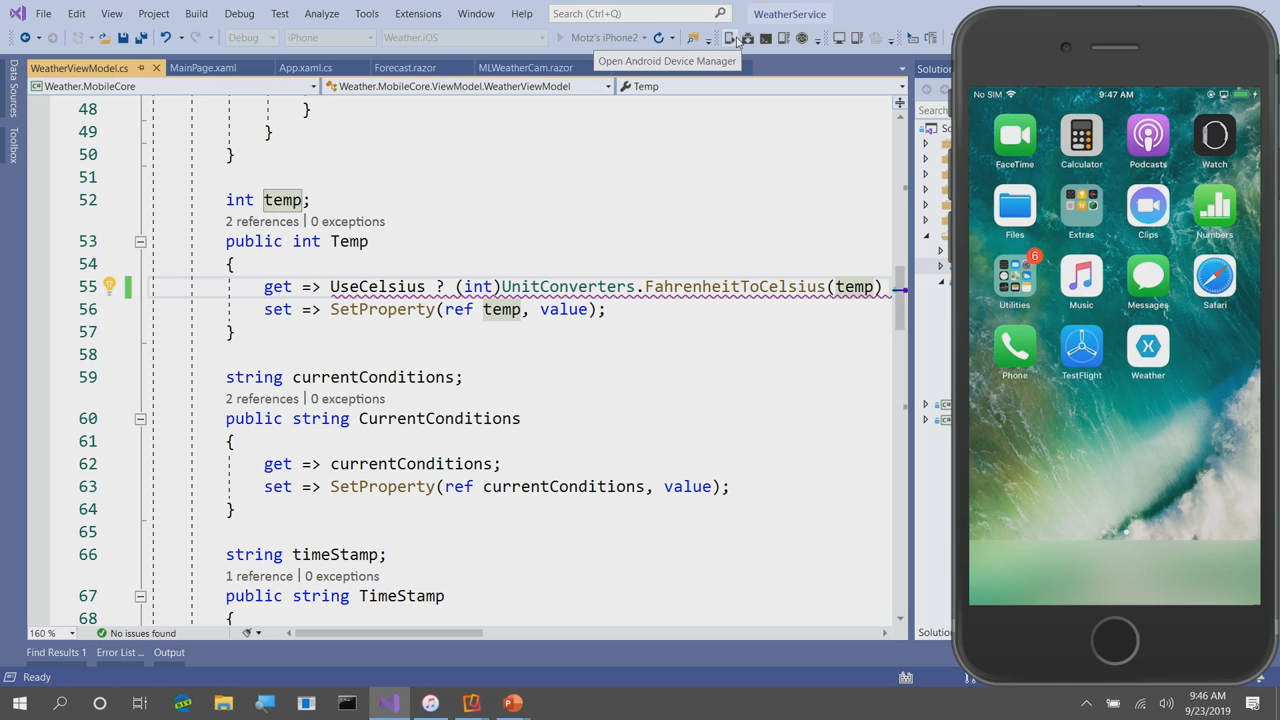 File Edit View Project Build Debug Test Analyze Tools Extensions Window Help Search (Ctrl+Q) WeatherService
Debug iPhone Weather.iOS Motz's iPhone2
Open Android Device Manager
WeatherViewModel.cs MainPage.xaml App.xaml.cs Forecast.razor MLWeatherCam.razor
Solution
Weather.MobileCore Weather.MobileCore.ViewModel.WeatherViewModel Temp
Data Sources
Toolbox
Search
48 }
49 }
50 }
51
52 int temp;
2 references | 0 exceptions
53 public int Temp
54 {
55 get => UseCelsius ? (int)UnitConverters.FahrenheitToCelsius(temp)
56 set => SetProperty(ref temp, value);
57 }
58
59 string currentConditions;
2 references | 0 exceptions
60 public string CurrentConditions
61 {
62 get => currentConditions;
63 set => SetProperty(ref currentConditions, value);
64 }
65
66 string timeStamp;
1 reference | 0 exceptions
67 public string TimeStamp
68 {
160 % No issues found
Solution
Find Results 1 Error List ... Output
Ready
9:46 AM
9/23/2019
No SIM 9:47 AM
FaceTime Calculator Podcasts Watch
Files Extras Clips Numbers
6
Utilities Music Messages Safari
Phone TestFlight Weather